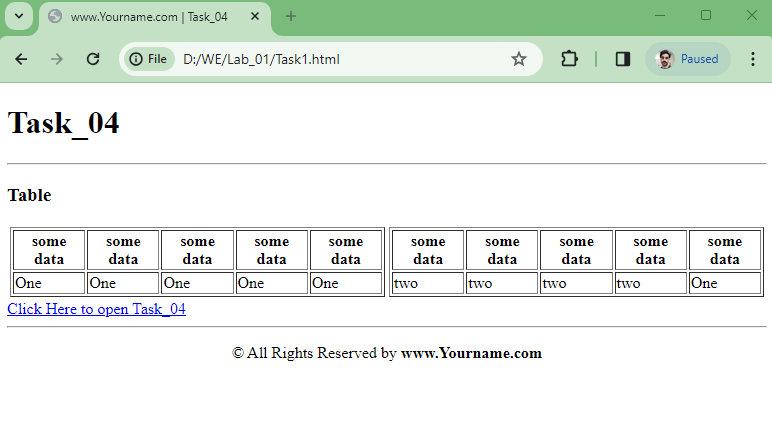 www.Yourname.com | Task_04
File D:/WE/Lab_01/Task1.html Paused
Task_04
Table
some data some data some data some data some data some data some data some data some data some data
One One One One One two two two two One
Click Here to open Task_04
© All Rights Reserved by www.Yourname.com